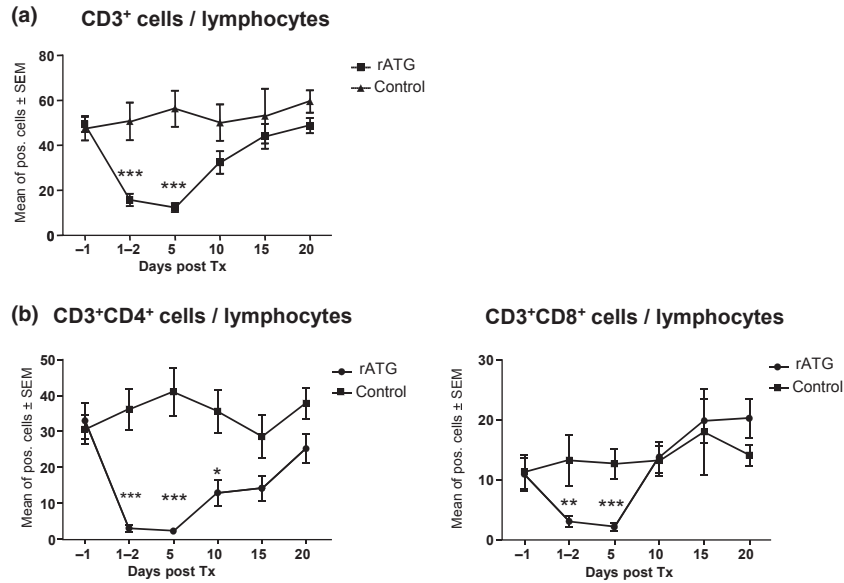 (a) CD3⁺ cells / lymphocytes
80
60
40
20
0
Mean of pos. cells ± SEM
*** ***
–1 1–2 5 10 15 20
Days post Tx
rATG
Control
(b) CD3⁺CD4⁺ cells / lymphocytes
50
40
30
20
10
0
Mean of pos. cells ± SEM
*** *** *
–1 1–2 5 10 15 20
Days post Tx
rATG
Control
CD3⁺CD8⁺ cells / lymphocytes
30
20
10
0
Mean of pos. cells ± SEM
** ***
–1 1–2 5 10 15 20
Days post Tx
rATG
Control